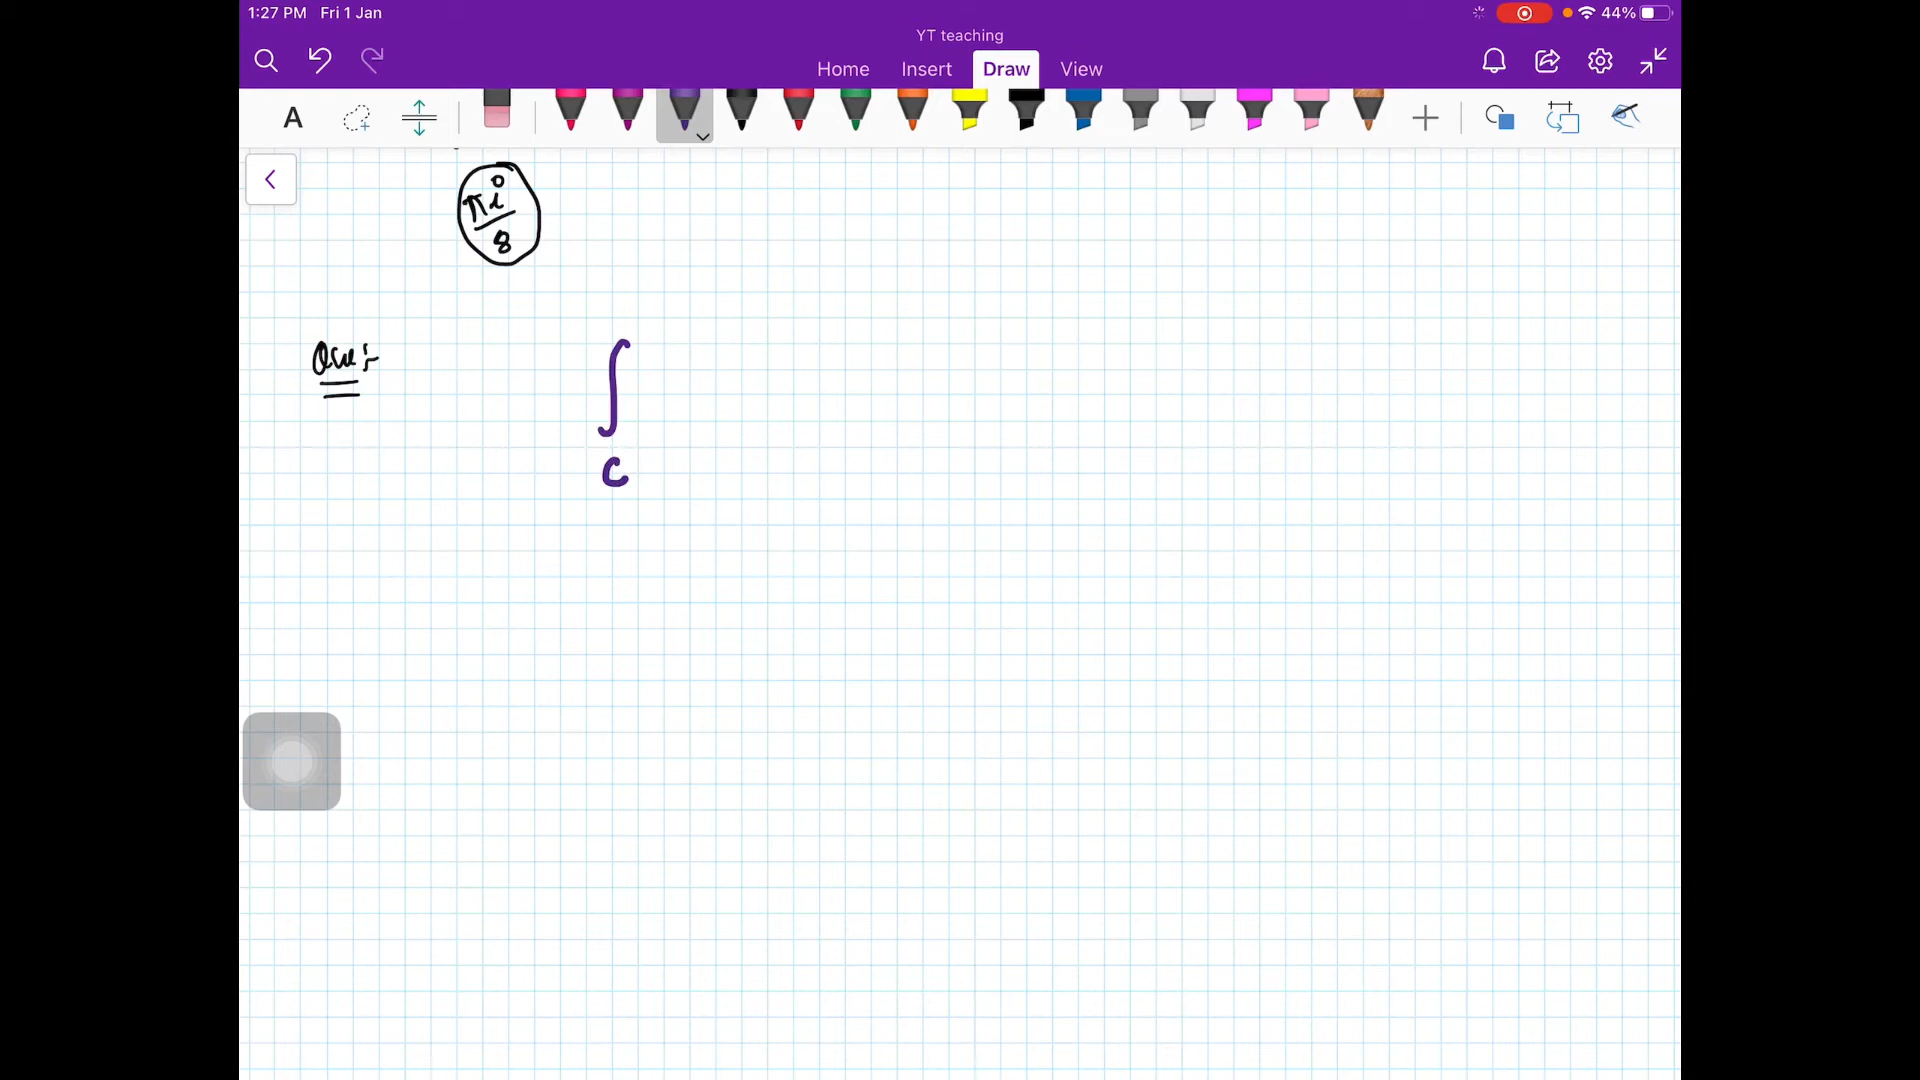 1:27 PM Fri 1 Jan
44%
YT teaching
Home Insert Draw View
A
πi
8
Que:-
∫
C